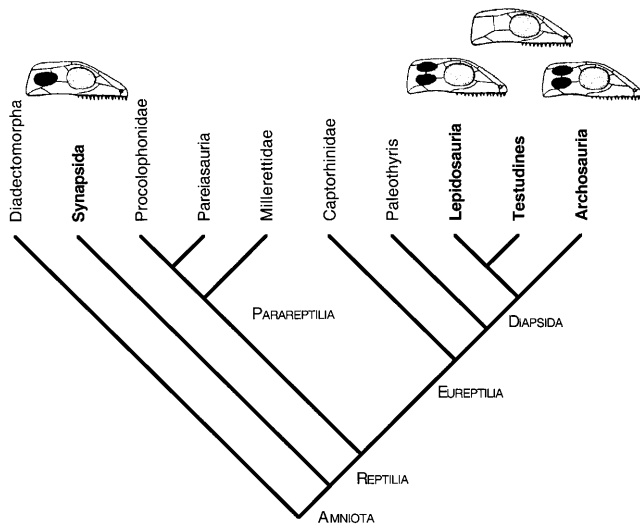 Diadectomorpha
Synapsida
Procolophonidae
Pareiasauria
Millerettidae
Captorhinidae
Paleothyris
Lepidosauria
Testudines
Archosauria
PARAREPTILIA
DIAPSIDA
EUREPTILIA
REPTILIA
AMNIOTA